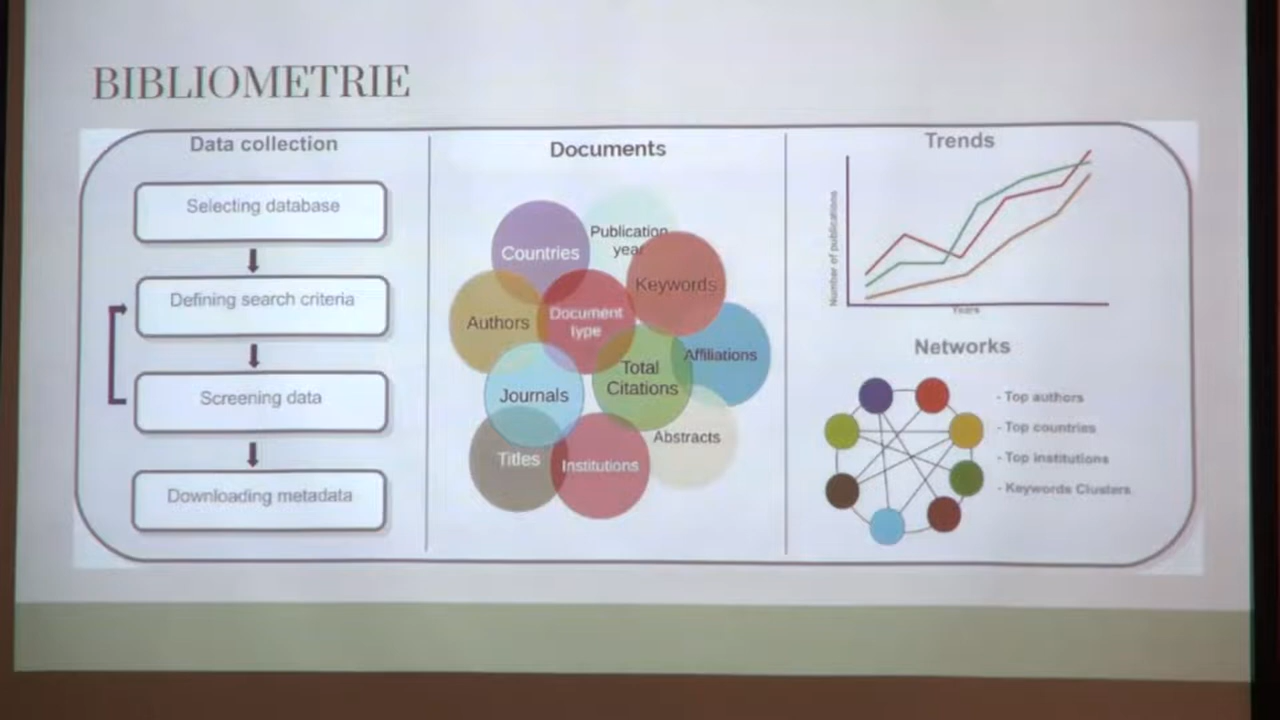 BIBLIOMETRIE
Data collection
Selecting database
Defining search criteria
Screening data
Downloading metadata
Documents
Countries
Publication
year
Keywords
Authors
Document
type
Affiliations
Total
Citations
Journals
Abstracts
Titles
Institutions
Trends
Number of publications
Years
Networks
- Top authors
- Top countries
- Top institutions
- Keywords Clusters